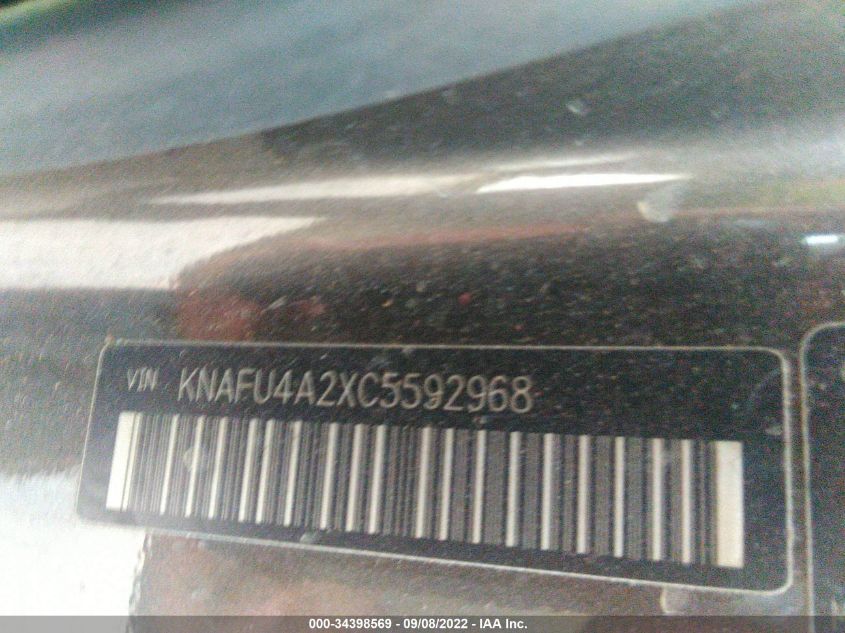 VIN KNAFU4A2XC5592968
000-34398569 - 09/08/2022 - IAA Inc.